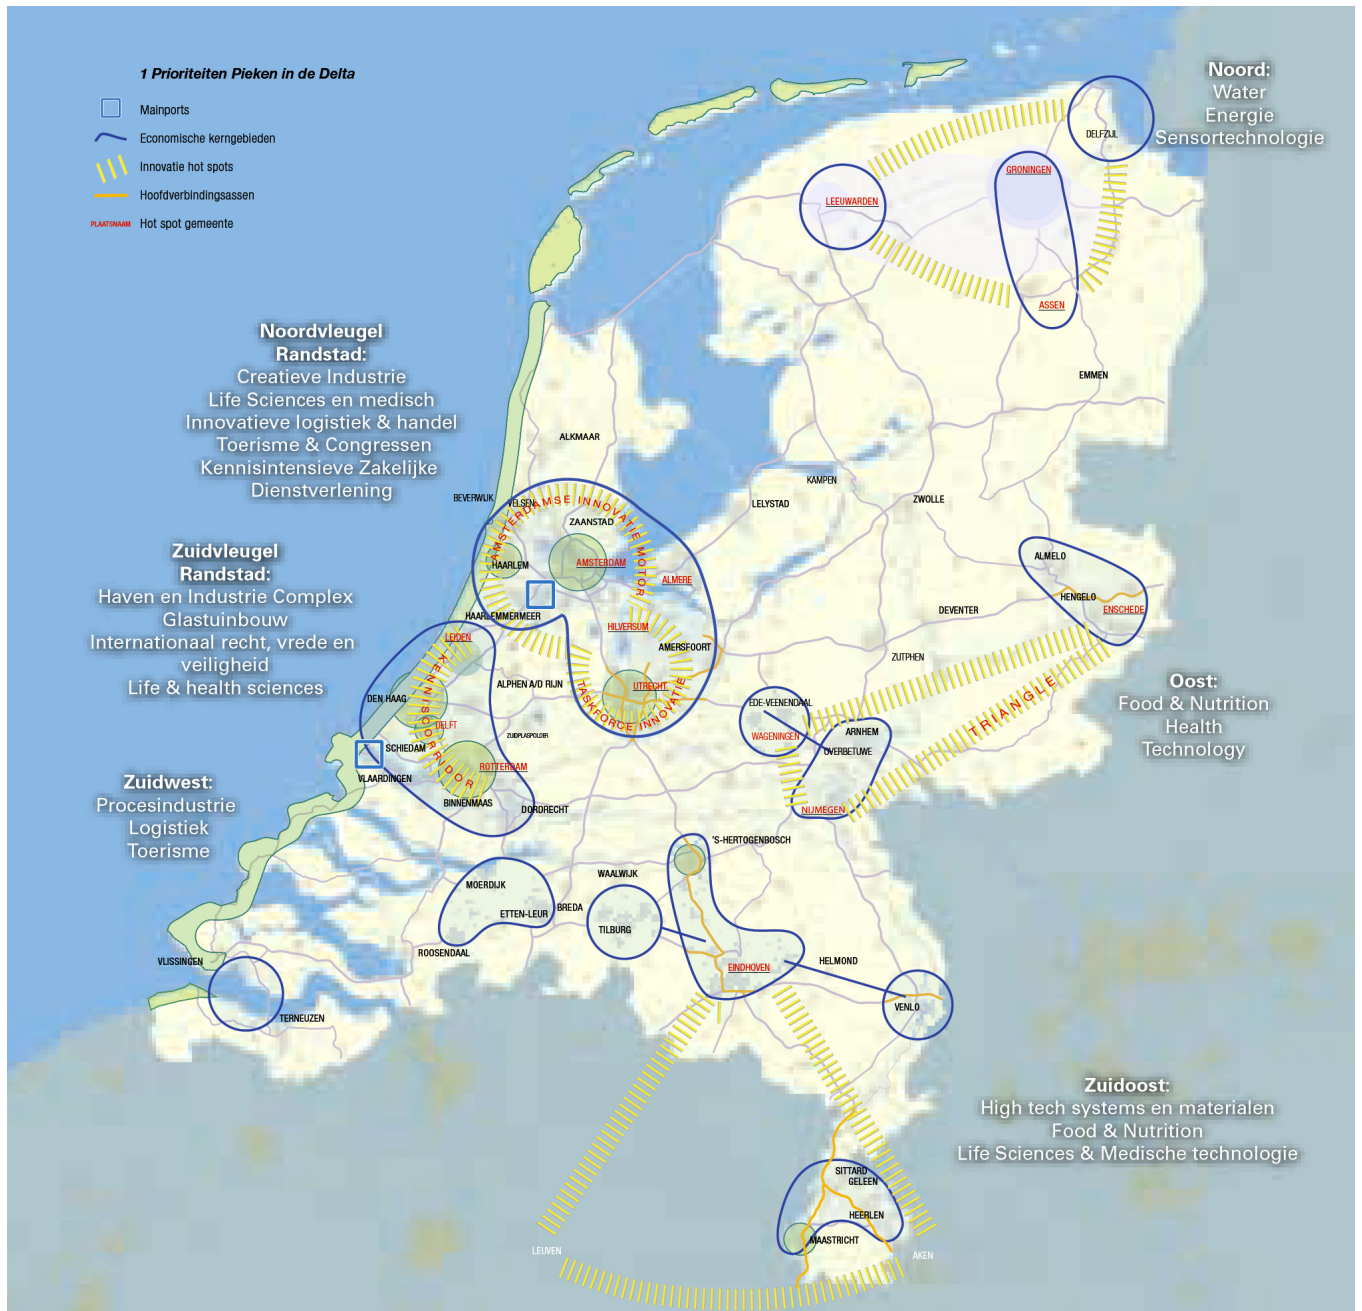 1 Prioriteiten Pieken in de Delta
Mainports
Economische kerngebieden
Innovatie hot spots
Hoofdverbindingsassen
PLAATSNAAM Hot spot gemeente
Noord:
Water
Energie
Sensortechnologie
DELFZIJL
GRONINGEN
LEEUWARDEN
ASSEN
EMMEN
Noordvleugel
Randstad:
Creatieve Industrie
Life Sciences en medisch
Innovatieve logistiek & handel
Toerisme & Congressen
Kennisintensieve Zakelijke
Dienstverlening
ALKMAAR
KAMPEN
BEVERWIJK
VELSEN
LELYSTAD
ZWOLLE
AMSTERDAMSE INNOVATIE MOTOR
ZAANSTAD
HAARLEM
AMSTERDAM
ALMERE
ALMELO
HENGELO
ENSCHEDE
Zuidvleugel
Randstad:
Haven en Industrie Complex
Glastuinbouw
Internationaal recht, vrede en
veiligheid
Life & health sciences
HAARLEMMERMEER
HILVERSUM
DEVENTER
LEIDEN
AMERSFOORT
ZUTPHEN
KENNISCORRIDOR
DEN HAAG
ALPHEN A/D RIJN
UTRECHT
TASKFORCE INNOVATIE
EDE-VEENENDAAL
TRIANGLE
Oost:
Food & Nutrition
Health
Technology
DELFT
ZUIDPLASPOLDER
WAGENINGEN
ARNHEM
OVERBETUWE
SCHIEDAM
ROTTERDAM
VLAARDINGEN
BINNENMAAS
DORDRECHT
NIJMEGEN
Zuidwest:
Procesindustrie
Logistiek
Toerisme
'S-HERTOGENBOSCH
WAALWIJK
MOERDIJK
ETTEN-LEUR
BREDA
TILBURG
ROOSENDAAL
VLISSINGEN
EINDHOVEN
HELMOND
VENLO
TERNEUZEN
Zuidoost:
High tech systems en materialen
Food & Nutrition
Life Sciences & Medische technologie
SITTARD
GELEEN
HEERLEN
MAASTRICHT
LEUVEN
AKEN